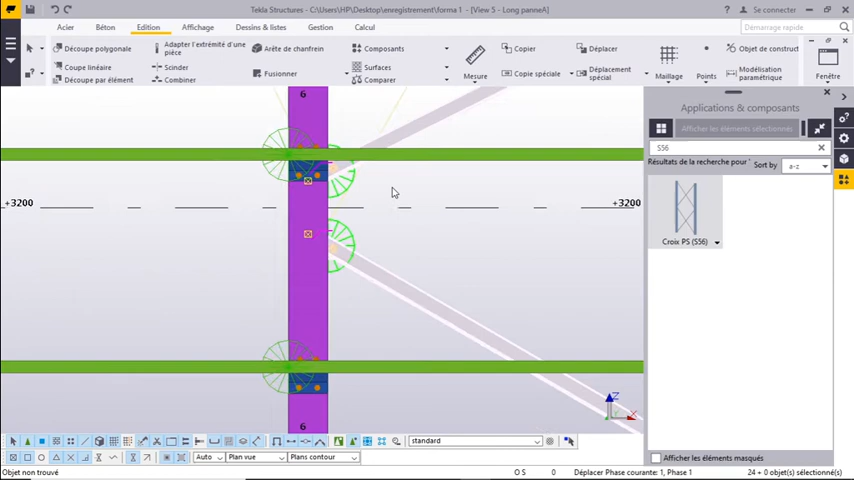 Tekla Structures - C:\Users\HP\Desktop\enregistrement\forma 1 - [View 5 - Long panneA]
Acier Béton Edition Affichage Dessins & listes Gestion Calcul Démarrage rapide Se connecter
Découpe polygonale Adapter l'extrémité d'une pièce Arête de chanfrein Composants Copier Déplacer Objet de construct
Coupe linéaire Scinder Surfaces
Découpe par élément Combiner Fusionner Comparer Mesure Copie spéciale Déplacement spécial Maillage Points Modélisation paramétrique Fenêtre
6
Applications & composants
Afficher les éléments sélectionnés
S56
Résultats de la recherche pour ' Sort by a-z
+3200 +3200
Croix PS (S56)
Z
X
6
standard
Auto Plan vue Plans contour
Afficher les éléments masqués
Objet non trouvé O S 0 Déplacer Phase courante: 1, Phase 1 24 + 0 objet(s) sélectionné(s)